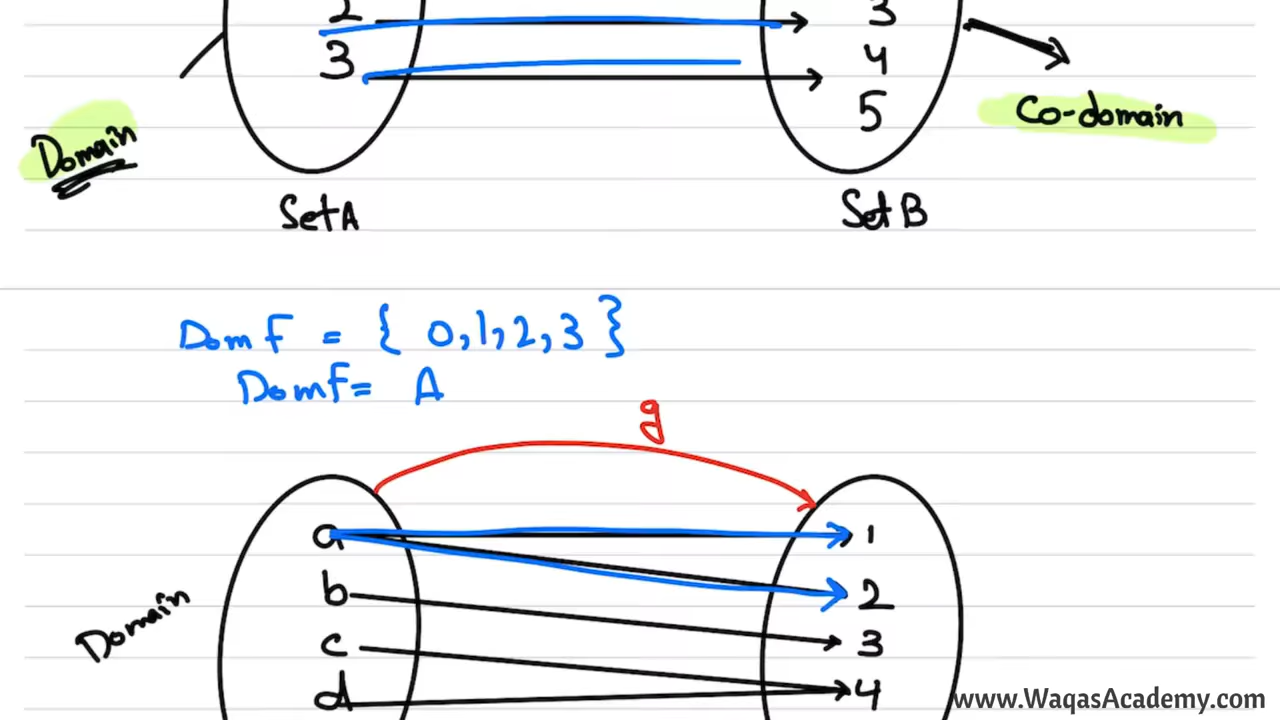 2 3
3 4
5
Domain Co-domain
Set A Set B
Dom f = { 0, 1, 2, 3 }
Dom f = A
g
a 1
b 2
Domain
c 3
d 4
www.WaqasAcademy.com